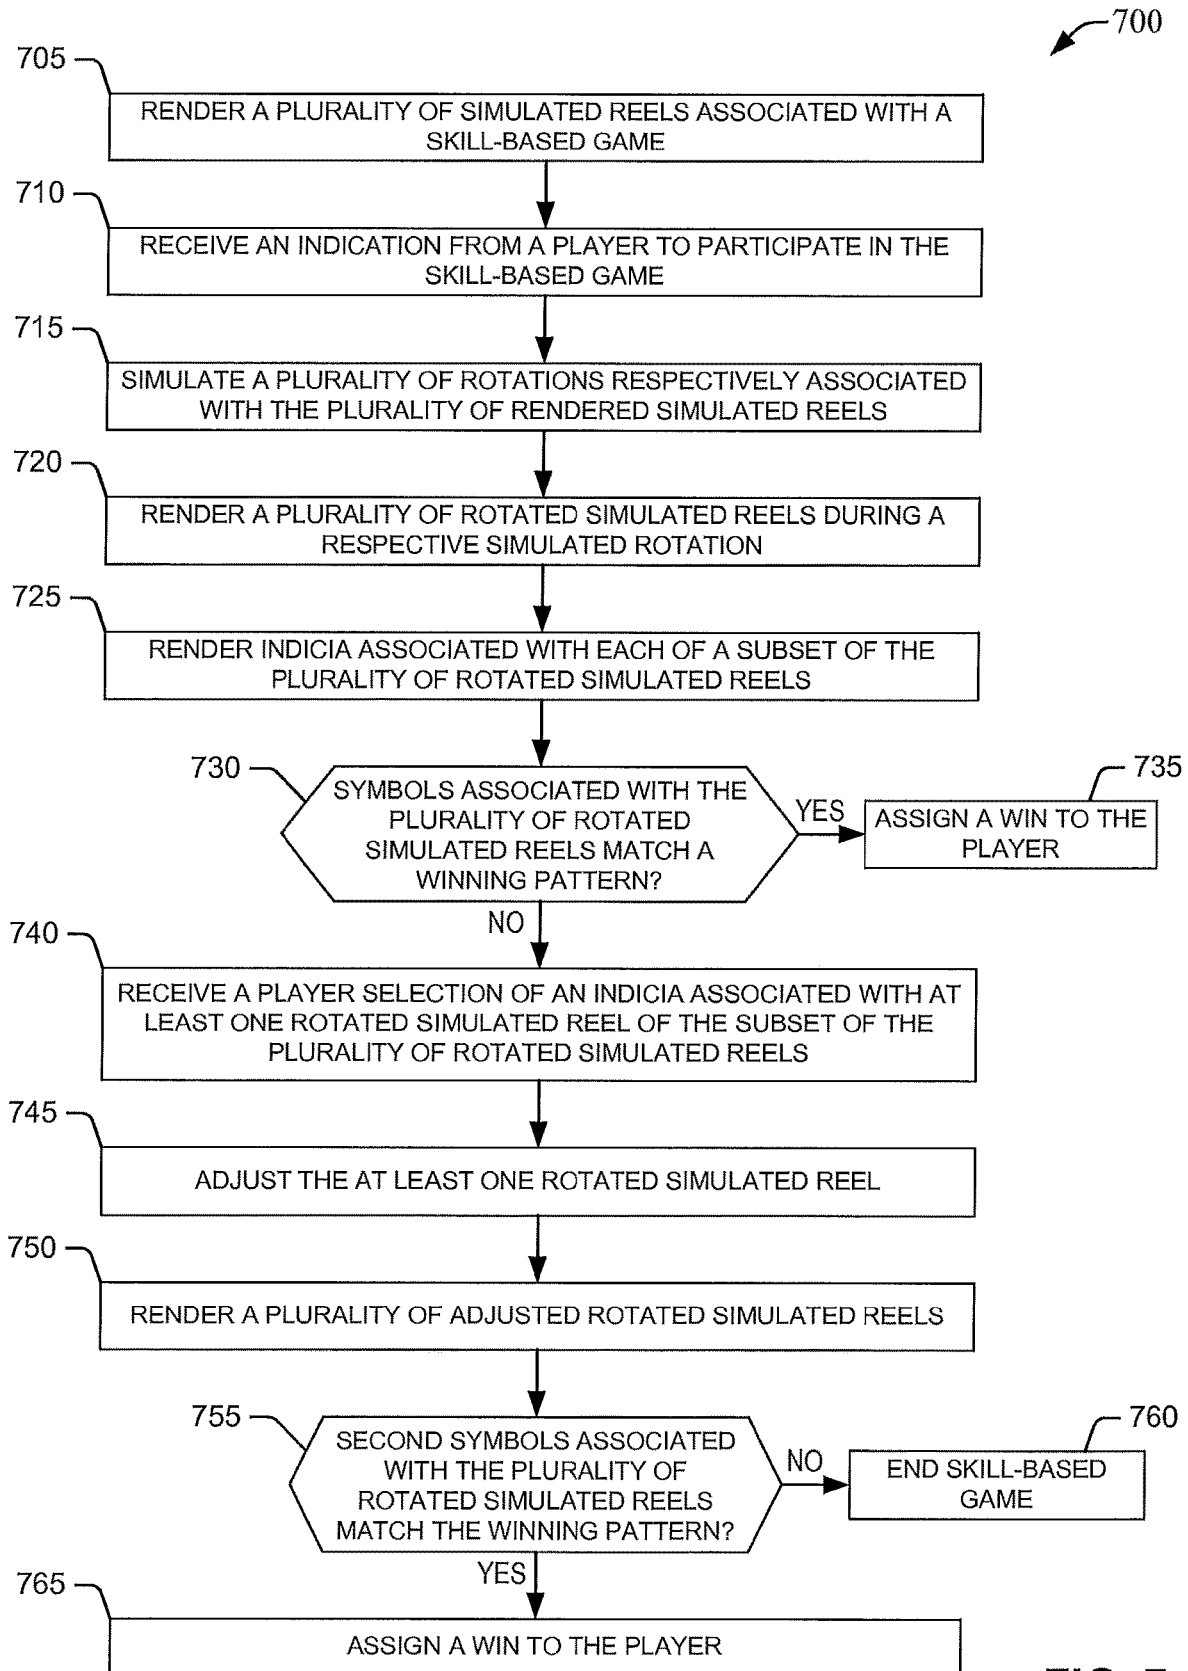 700
705
RENDER A PLURALITY OF SIMULATED REELS ASSOCIATED WITH A
SKILL-BASED GAME
710
RECEIVE AN INDICATION FROM A PLAYER TO PARTICIPATE IN THE
SKILL-BASED GAME
715
SIMULATE A PLURALITY OF ROTATIONS RESPECTIVELY ASSOCIATED
WITH THE PLURALITY OF RENDERED SIMULATED REELS
720
RENDER A PLURALITY OF ROTATED SIMULATED REELS DURING A
RESPECTIVE SIMULATED ROTATION
725
RENDER INDICIA ASSOCIATED WITH EACH OF A SUBSET OF THE
PLURALITY OF ROTATED SIMULATED REELS
730
SYMBOLS ASSOCIATED WITH THE
PLURALITY OF ROTATED
SIMULATED REELS MATCH A
WINNING PATTERN?
YES
735
ASSIGN A WIN TO THE
PLAYER
NO
740
RECEIVE A PLAYER SELECTION OF AN INDICIA ASSOCIATED WITH AT
LEAST ONE ROTATED SIMULATED REEL OF THE SUBSET OF THE
PLURALITY OF ROTATED SIMULATED REELS
745
ADJUST THE AT LEAST ONE ROTATED SIMULATED REEL
750
RENDER A PLURALITY OF ADJUSTED ROTATED SIMULATED REELS
755
SECOND SYMBOLS ASSOCIATED
WITH THE PLURALITY OF
ROTATED SIMULATED REELS
MATCH THE WINNING PATTERN?
NO
760
END SKILL-BASED
GAME
YES
765
ASSIGN A WIN TO THE PLAYER